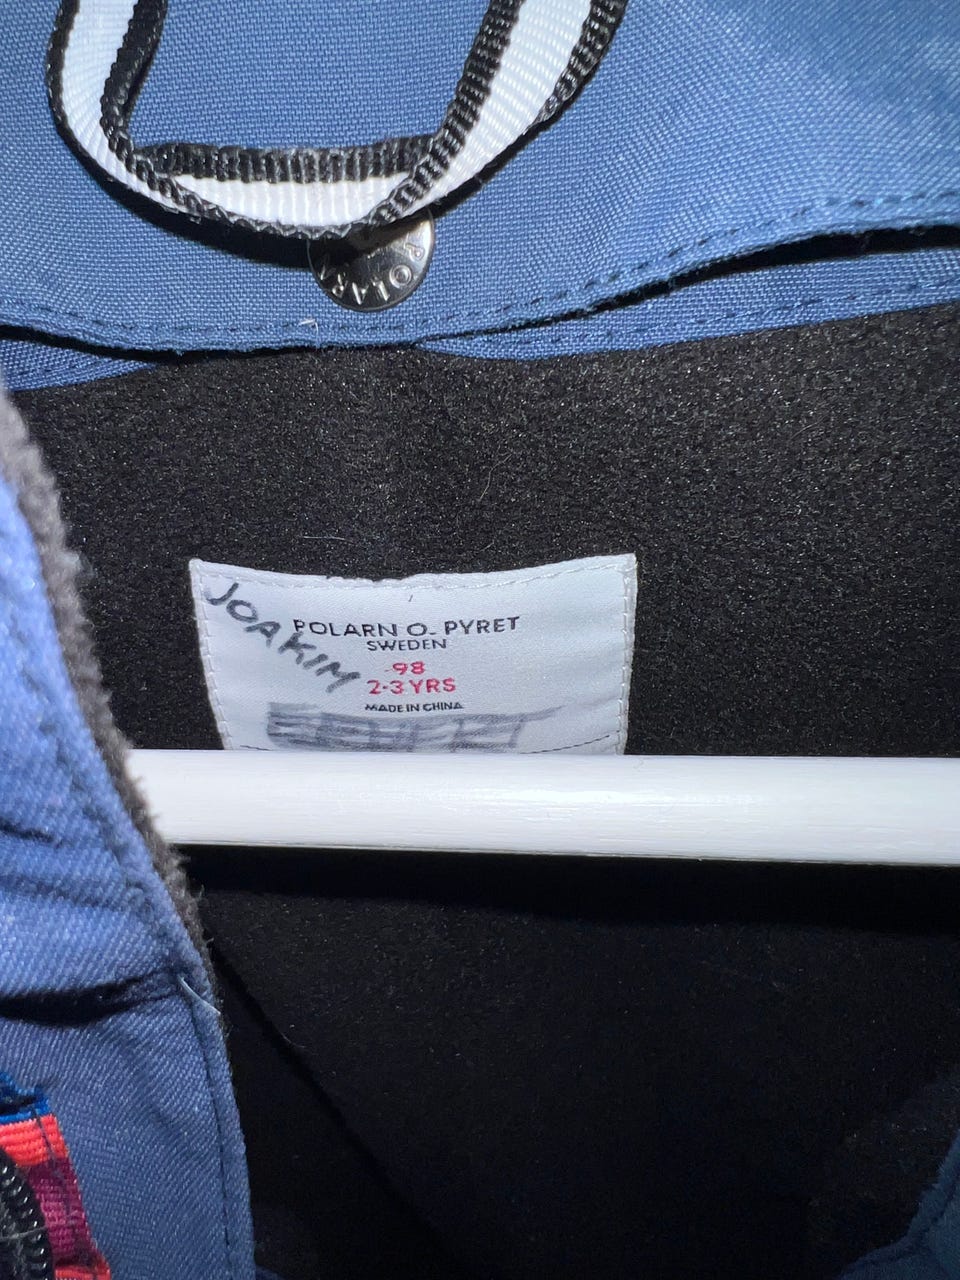 POLARN
JOAKIM
POLARN O. PYRET
SWEDEN
98
2-3 YRS
MADE IN CHINA